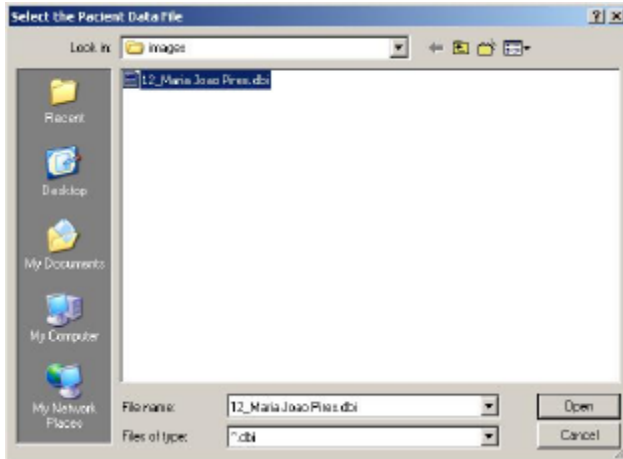 Select the Pacient Data File
Look in: images
12_Maria Joao Pires.dbi
Recent
Desktop
My Documents
My Computer
My Network
Places
File name: 12_Maria Joao Pires.dbi Open
Files of type: *.dbi Cancel